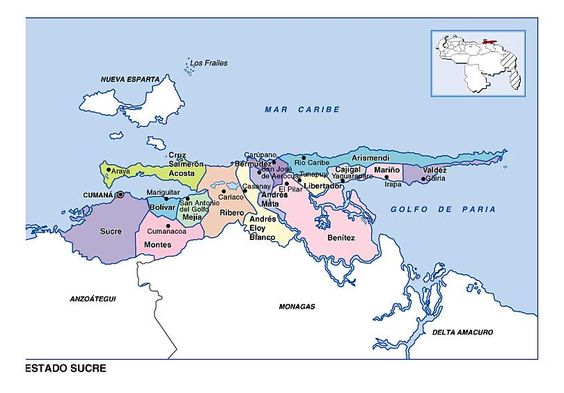 Los Frailes
NUEVA ESPARTA
MAR CARIBE
Cruz
Salmerón
Acosta
Araya
CUMANÁ
Carúpano
Bermúdez
San José
de Aerocuar
Río Caribe
Arismendi
Tunapuy
Cajigal
Yaguaraparo
Mariño
Irapa
Valdéz
Güiria
Libertador
El Pilar
Casanay
Andrés
Mata
Cariaco
Ribero
Mariguitar
Bolívar
San Antonio
del Golfo
Mejía
Cumanacoa
Montes
Sucre
Andrés
Eloy
Blanco
Benítez
GOLFO DE PARIA
ANZOÁTEGUI
MONAGAS
DELTA AMACURO
ESTADO SUCRE